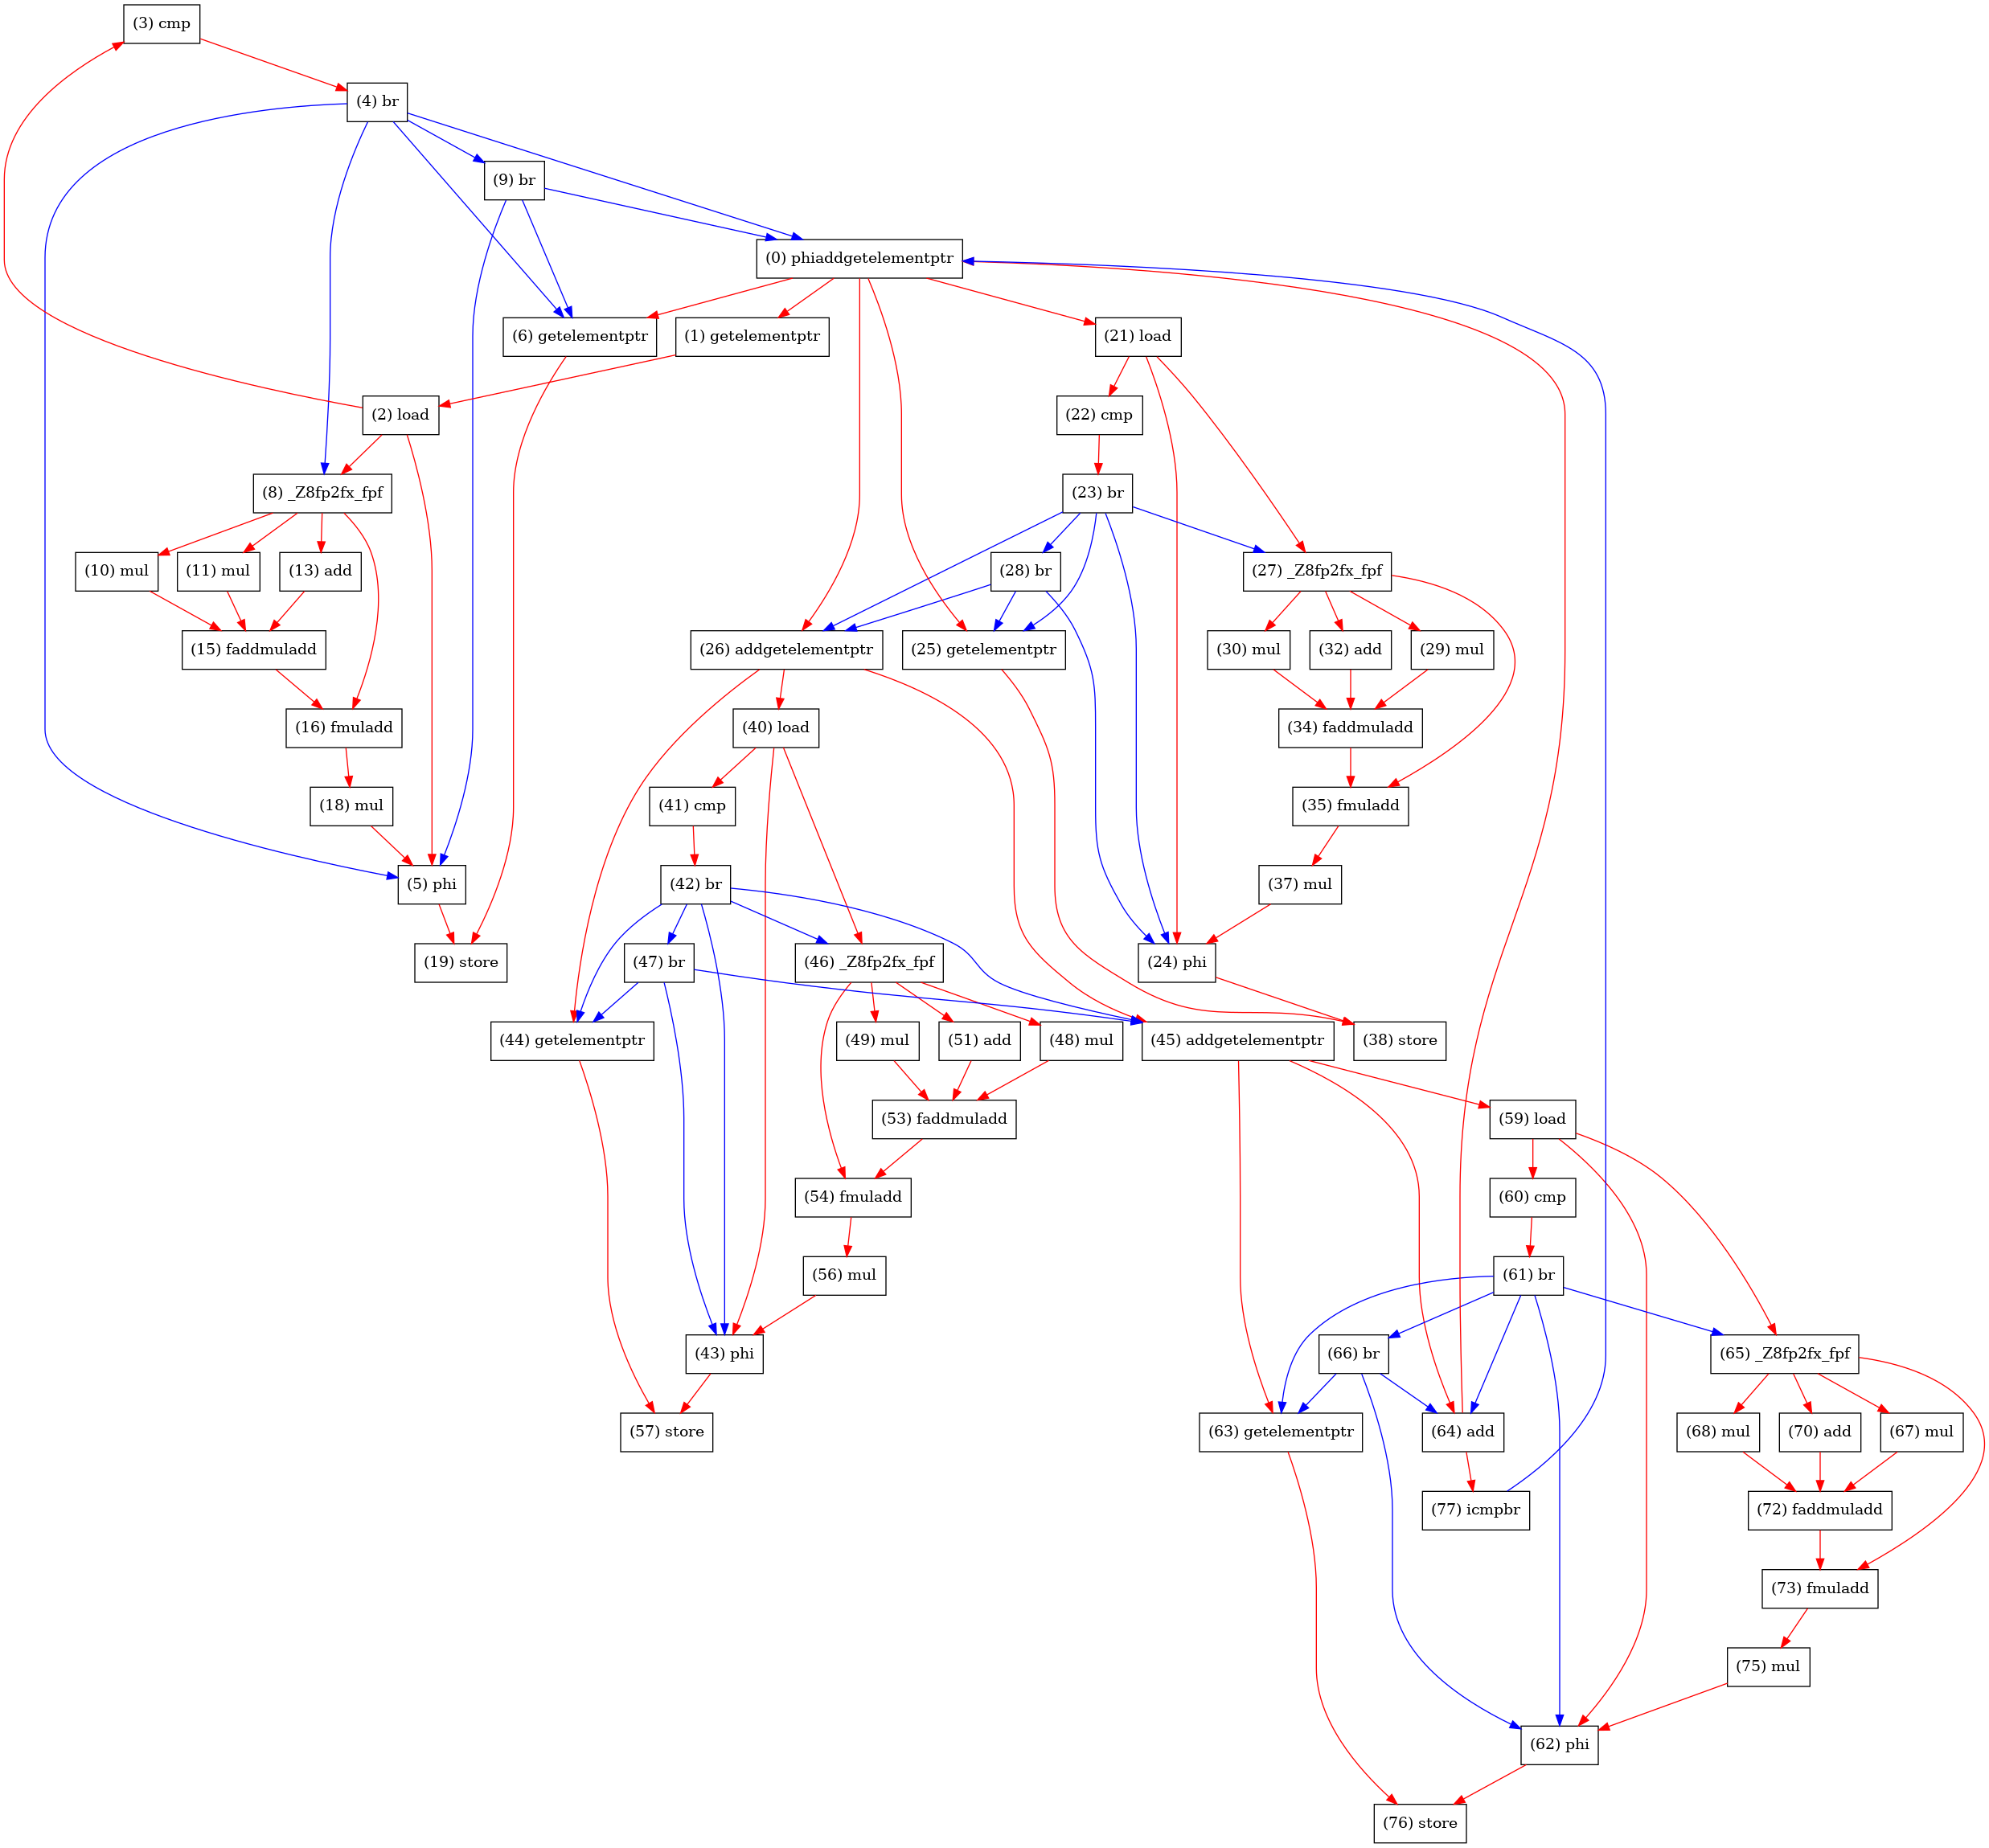 (3) cmp
(4) br
(9) br
(0) phiaddgetelementptr
(6) getelementptr
(1) getelementptr
(21) load
(2) load
(22) cmp
(8) _Z8fp2fx_fpf
(23) br
(10) mul
(11) mul
(13) add
(28) br
(27) _Z8fp2fx_fpf
(15) faddmuladd
(26) addgetelementptr
(25) getelementptr
(30) mul
(32) add
(29) mul
(16) fmuladd
(40) load
(34) faddmuladd
(18) mul
(41) cmp
(35) fmuladd
(5) phi
(42) br
(37) mul
(19) store
(47) br
(46) _Z8fp2fx_fpf
(24) phi
(44) getelementptr
(49) mul
(51) add
(48) mul
(45) addgetelementptr
(38) store
(53) faddmuladd
(59) load
(54) fmuladd
(60) cmp
(56) mul
(61) br
(43) phi
(66) br
(65) _Z8fp2fx_fpf
(57) store
(63) getelementptr
(64) add
(68) mul
(70) add
(67) mul
(77) icmpbr
(72) faddmuladd
(73) fmuladd
(75) mul
(62) phi
(76) store